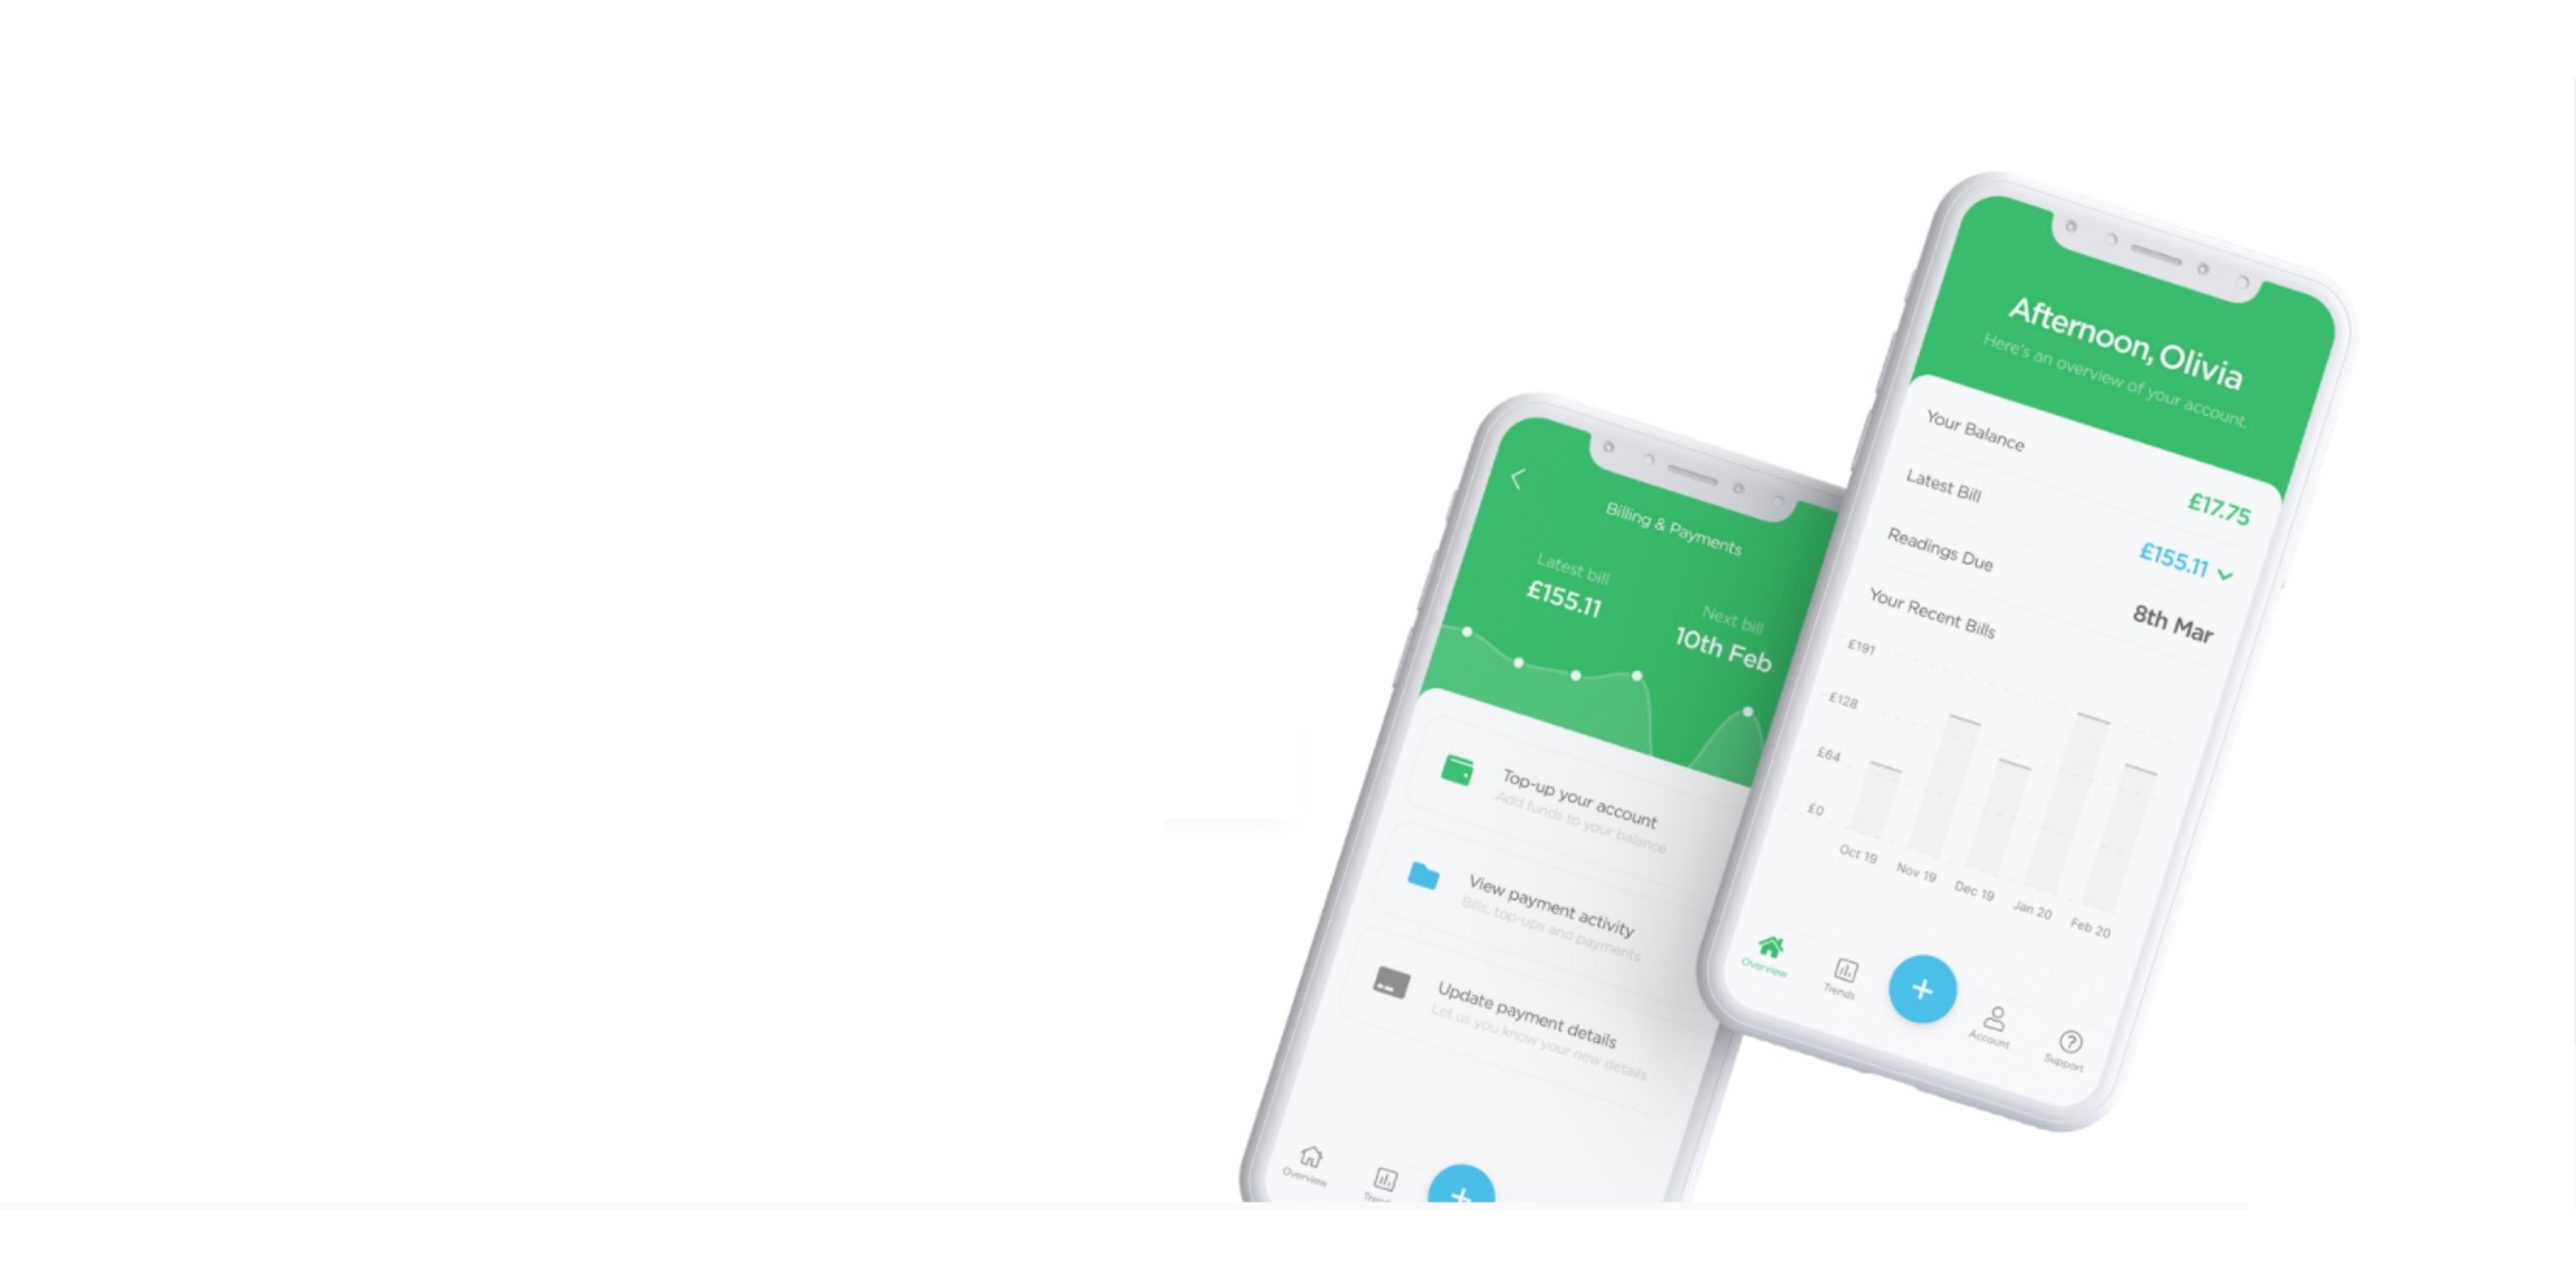 Billing & Payments
Latest bill
£155.11
Next bill
10th Feb
Top-up your account
Add funds to your balance
View payment activity
Bills, top-ups and payments
Update payment details
Let us you know your new details
Overview
Afternoon, Olivia
Here's an overview of your account.
Your Balance
£17.75
Latest Bill
£155.11
Readings Due
8th Mar
Your Recent Bills
£191
£128
£64
£0
Oct 19
Nov 19
Dec 19
Jan 20
Feb 20
Overview
Trends
+
Account
Support